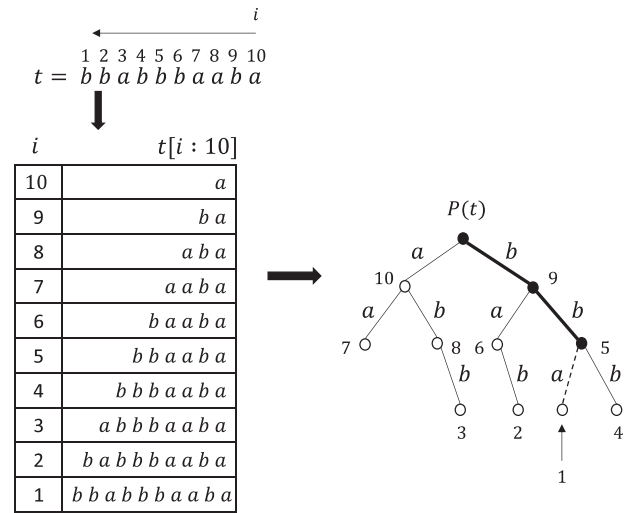 i
1 2 3 4 5 6 7 8 9 10
t = b b a b b b a a b a
i t[i : 10]
10 a
9 b a
8 a b a
7 a a b a
6 b a a b a
5 b b a a b a
4 b b b a a b a
3 a b b b a a b a
2 b a b b b a a b a
1 b b a b b b a a b a
P(t)
a b
10 9
a b a b
7 8 6 5
b b a b
3 2 4
1